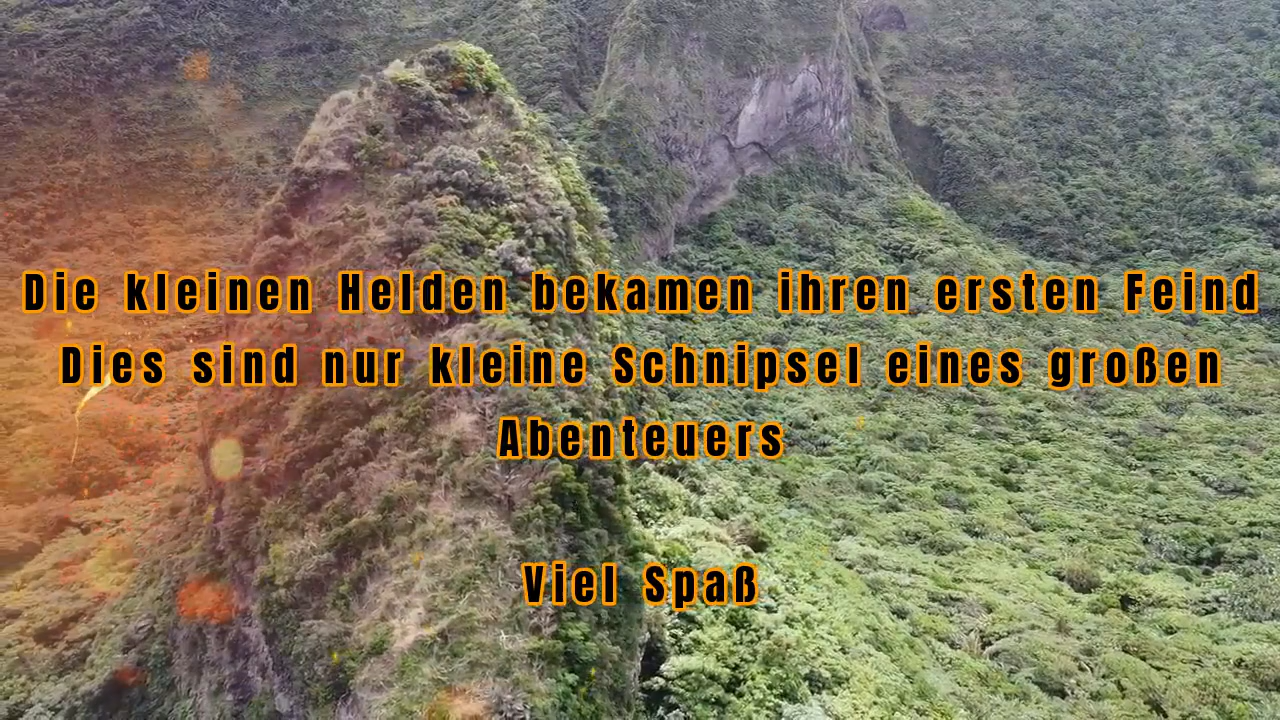 Die kleinen Helden bekamen ihren ersten Feind
Dies sind nur kleine Schnipsel eines großen
Abenteuers
Viel Spaß